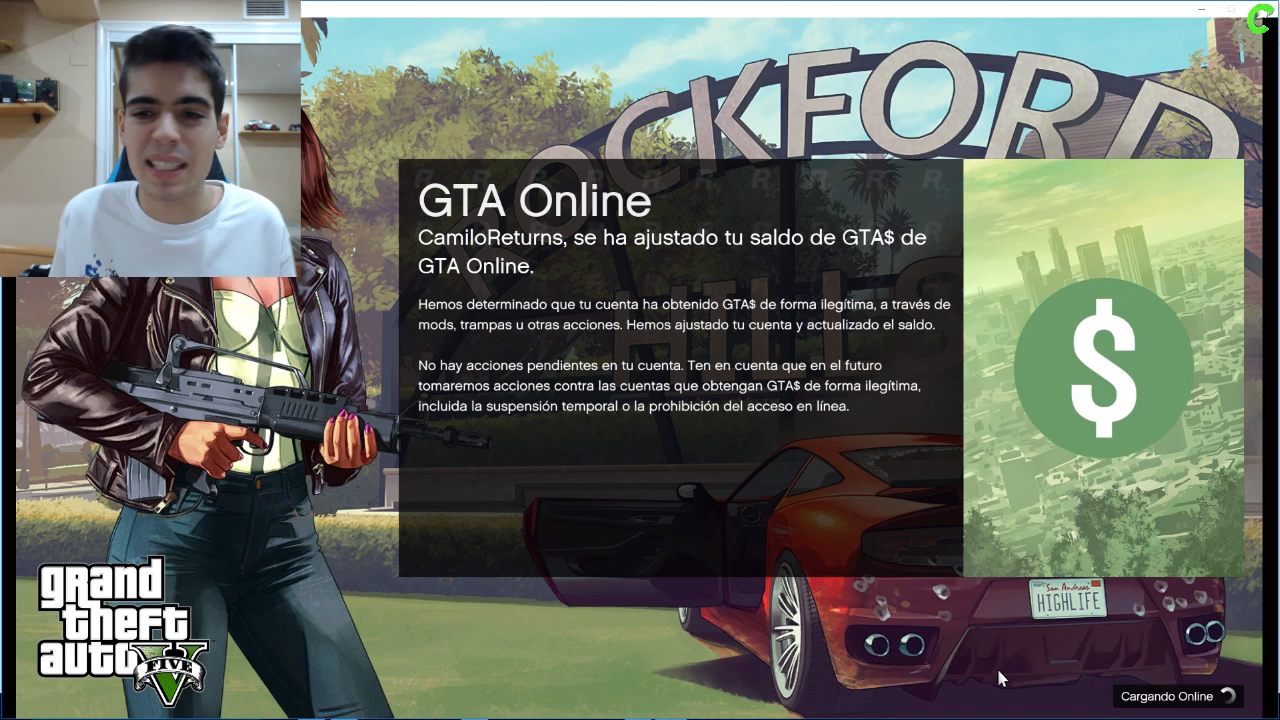 ROCKFORD
HILLS
GTA Online
CamiloReturns, se ha ajustado tu saldo de GTA$ de
GTA Online.
Hemos determinado que tu cuenta ha obtenido GTA$ de forma ilegítima, a través de
mods, trampas u otras acciones. Hemos ajustado tu cuenta y actualizado el saldo.
No hay acciones pendientes en tu cuenta. Ten en cuenta que en el futuro
tomaremos acciones contra las cuentas que obtengan GTA$ de forma ilegítima,
incluida la suspensión temporal o la prohibición del acceso en línea.
$
San Andreas
HIGHLIFE
grand
theft
auto
V
FIVE
Cargando Online
C